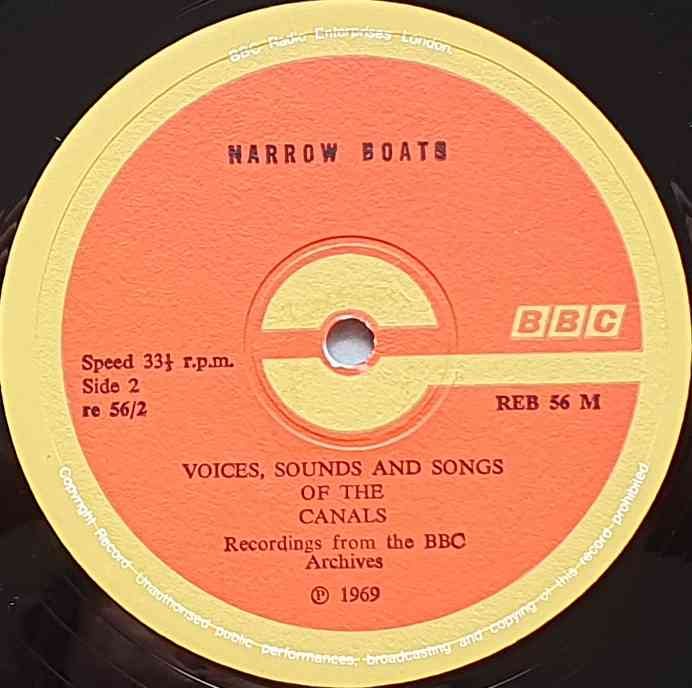 BBC Radio Enterprises London.
NARROW BOATS
BBC
Speed 33⅓ r.p.m.
Side 2
re 56/2
REB 56 M
VOICES, SOUNDS AND SONGS
OF THE
CANALS
Recordings from the BBC
Archives
℗ 1969
Copyright Record Unauthorised public performances, broadcasting and copying of this record prohibited